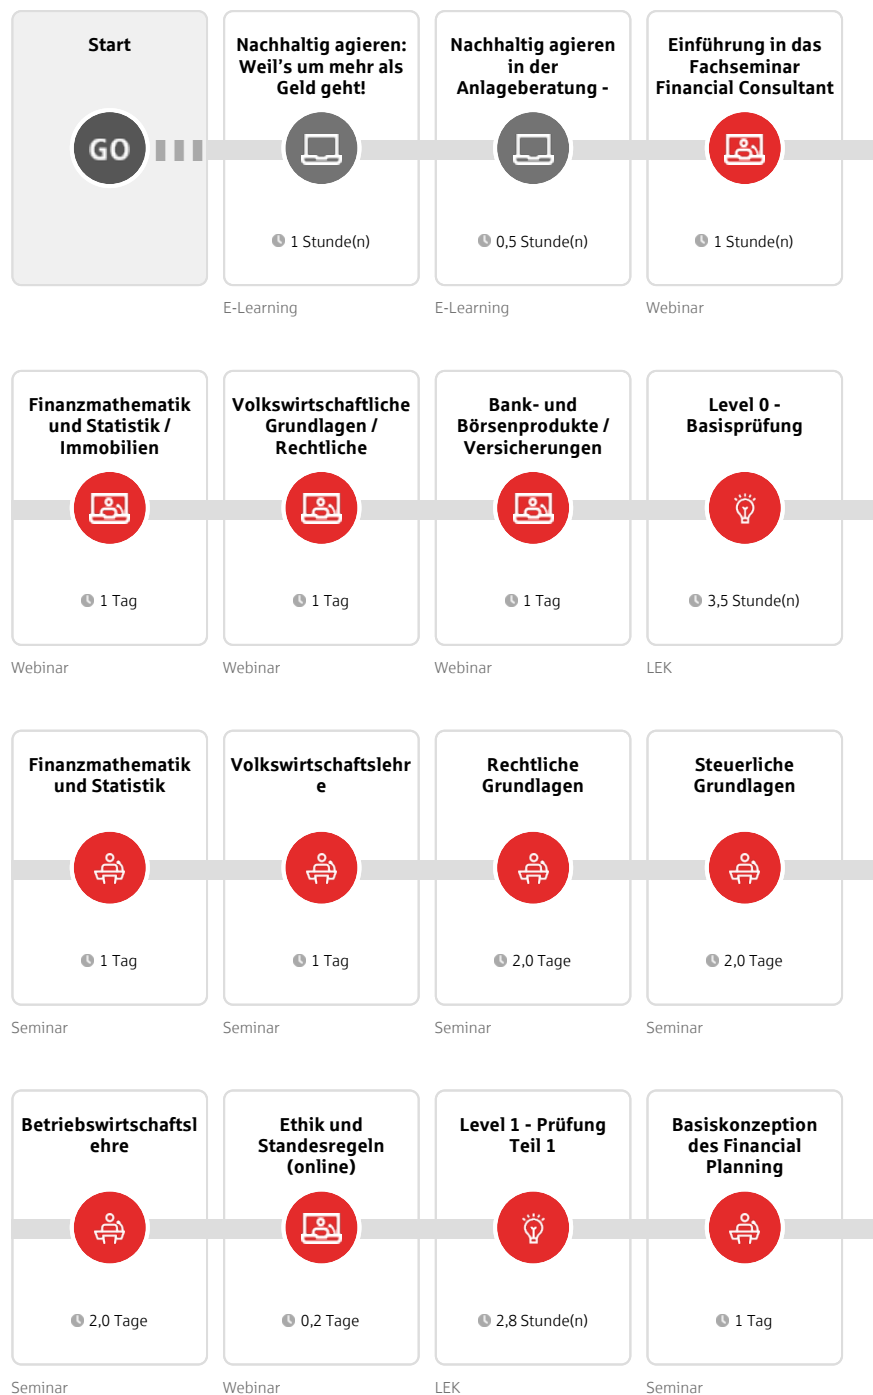 Start
GO
Nachhaltig agieren:
Weil's um mehr als
Geld geht!
1 Stunde(n)
E-Learning
Nachhaltig agieren
in der
Anlageberatung -
0,5 Stunde(n)
E-Learning
Einführung in das
Fachseminar
Financial Consultant
1 Stunde(n)
Webinar
Finanzmathematik
und Statistik /
Immobilien
1 Tag
Webinar
Volkswirtschaftliche
Grundlagen /
Rechtliche
1 Tag
Webinar
Bank- und
Börsenprodukte /
Versicherungen
1 Tag
Webinar
Level 0 -
Basisprüfung
3,5 Stunde(n)
LEK
Finanzmathematik
und Statistik
1 Tag
Seminar
Volkswirtschaftslehr
e
1 Tag
Seminar
Rechtliche
Grundlagen
2,0 Tage
Seminar
Steuerliche
Grundlagen
2,0 Tage
Seminar
Betriebswirtschaftsl
ehre
2,0 Tage
Seminar
Ethik und
Standesregeln
(online)
0,2 Tage
Webinar
Level 1 - Prüfung
Teil 1
2,8 Stunde(n)
LEK
Basiskonzeption
des Financial
Planning
1 Tag
Seminar